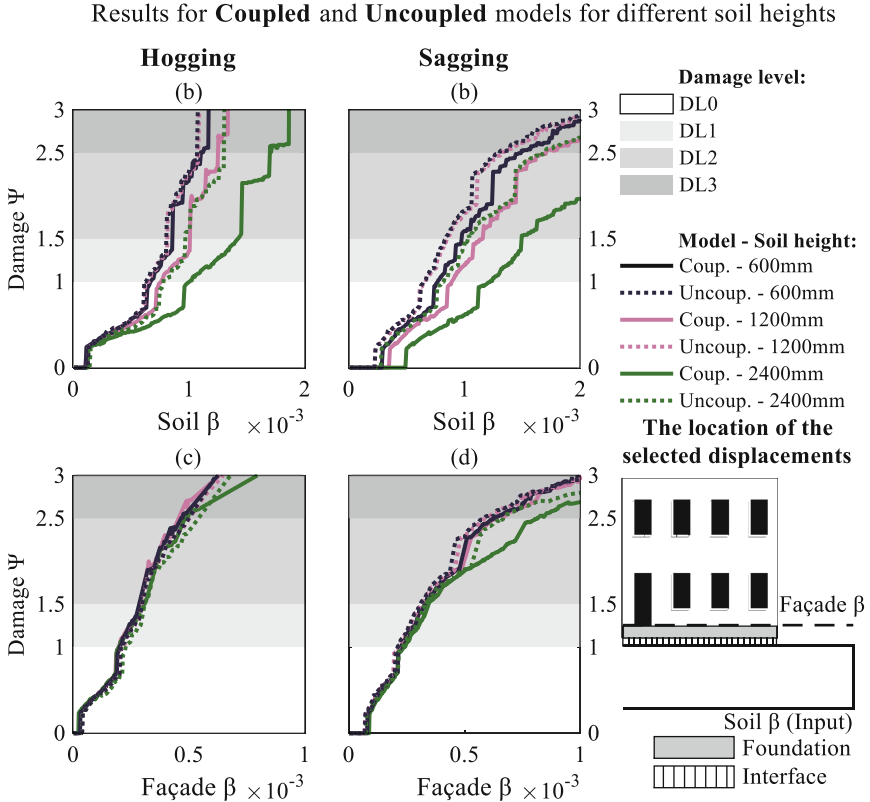 Results for Coupled and Uncoupled models for different soil heights
Hogging
Sagging
(b)
(b)
3
2.5
1.5
1
0
Damage Ψ
0
1
2
Soil β ×10⁻³
3
2.5
1.5
1
0
0
1
2
Soil β ×10⁻³
(c)
(d)
3
2.5
1.5
1
0
Damage Ψ
0
0.5
1
Façade β ×10⁻³
3
2.5
1.5
1
0
0
0.5
1
Façade β ×10⁻³
Damage level:
DL0
DL1
DL2
DL3
Model - Soil height:
Coup. - 600mm
Uncoup. - 600mm
Coup. - 1200mm
Uncoup. - 1200mm
Coup. - 2400mm
Uncoup. - 2400mm
The location of the
selected displacements
Façade β
Soil β (Input)
Foundation
Interface